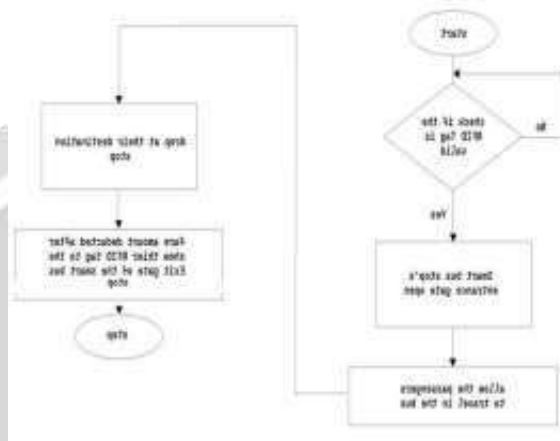 Start
check if the
RFID Tag is
valid
No
Yes
Smart bus stop's
entrance gate open
allow the passengers
to travel in the bus
drop at their destination
stop
Fare amount deducted after
show thier RFID tag to the
Exit gate of the smart bus
stop
stop